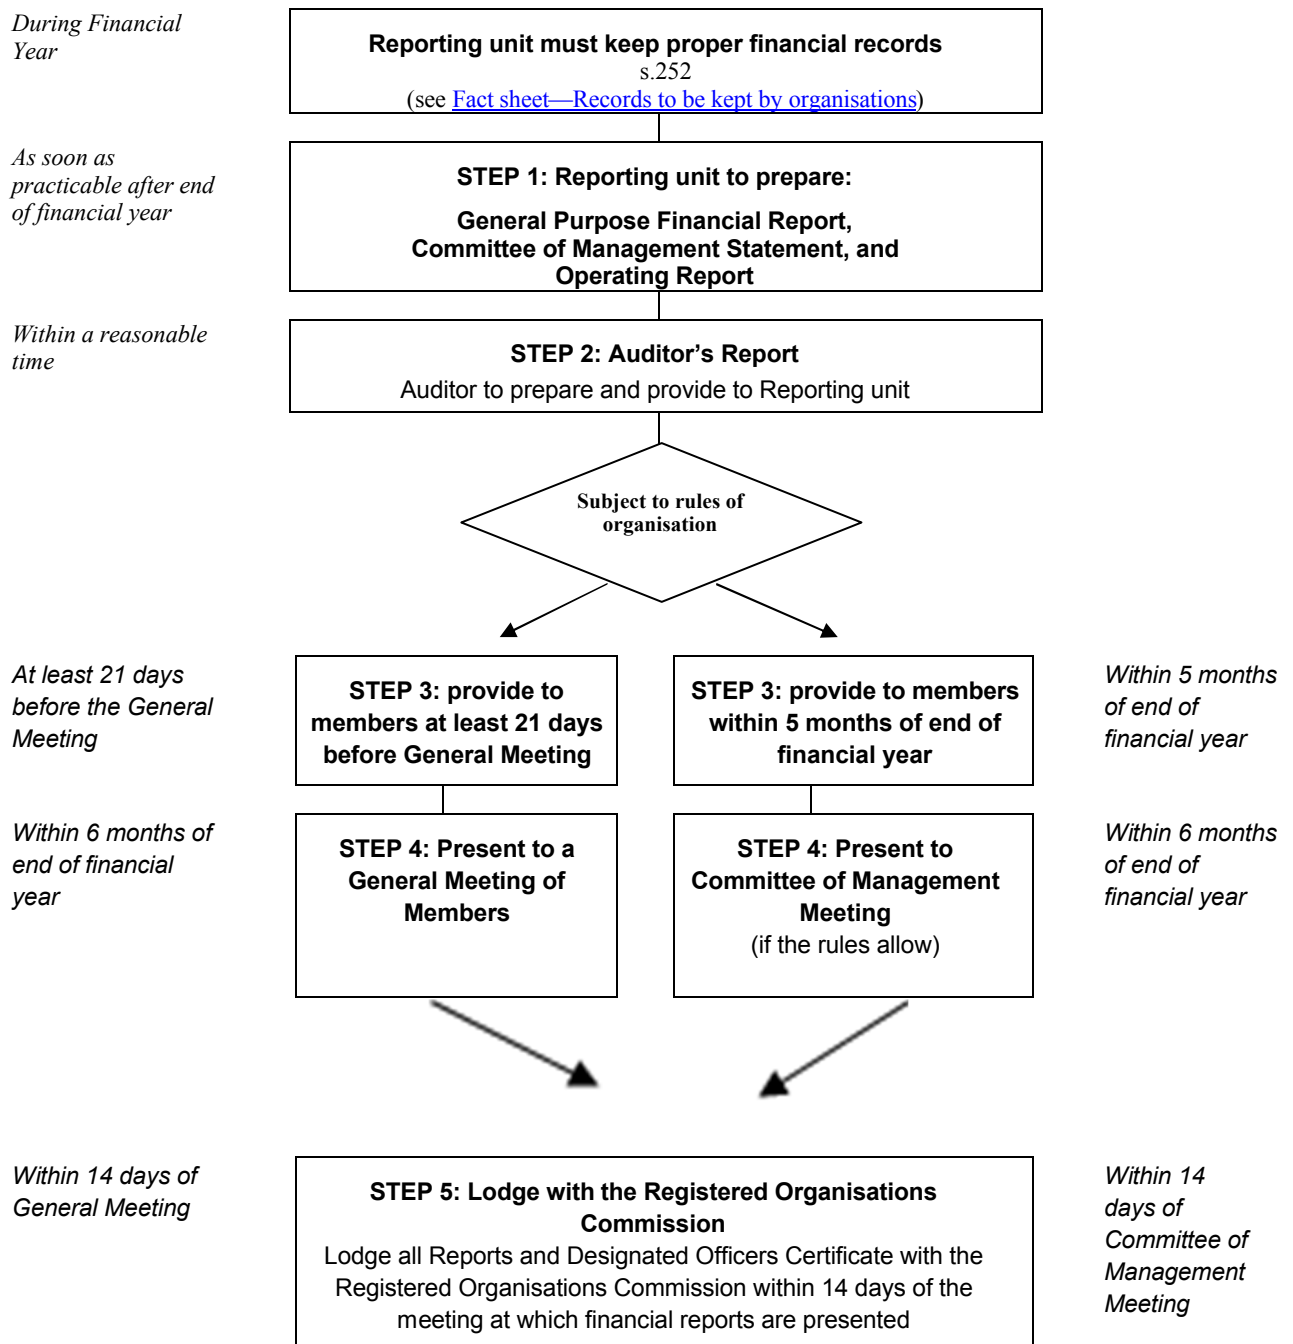 During Financial
Year
Reporting unit must keep proper financial records
s.252
(see Fact sheet—Records to be kept by organisations)
As soon as
practicable after end
of financial year
STEP 1: Reporting unit to prepare:
General Purpose Financial Report,
Committee of Management Statement, and
Operating Report
Within a reasonable
time
STEP 2: Auditor's Report
Auditor to prepare and provide to Reporting unit
Subject to rules of
organisation
At least 21 days
before the General
Meeting
STEP 3: provide to
members at least 21 days
before General Meeting
STEP 3: provide to members
within 5 months of end of
financial year
Within 5 months
of end of
financial year
Within 6 months of
end of financial
year
STEP 4: Present to a
General Meeting of
Members
STEP 4: Present to
Committee of Management
Meeting
(if the rules allow)
Within 6 months
of end of
financial year
Within 14 days of
General Meeting
STEP 5: Lodge with the Registered Organisations
Commission
Lodge all Reports and Designated Officers Certificate with the
Registered Organisations Commission within 14 days of the
meeting at which financial reports are presented
Within 14
days of
Committee of
Management
Meeting